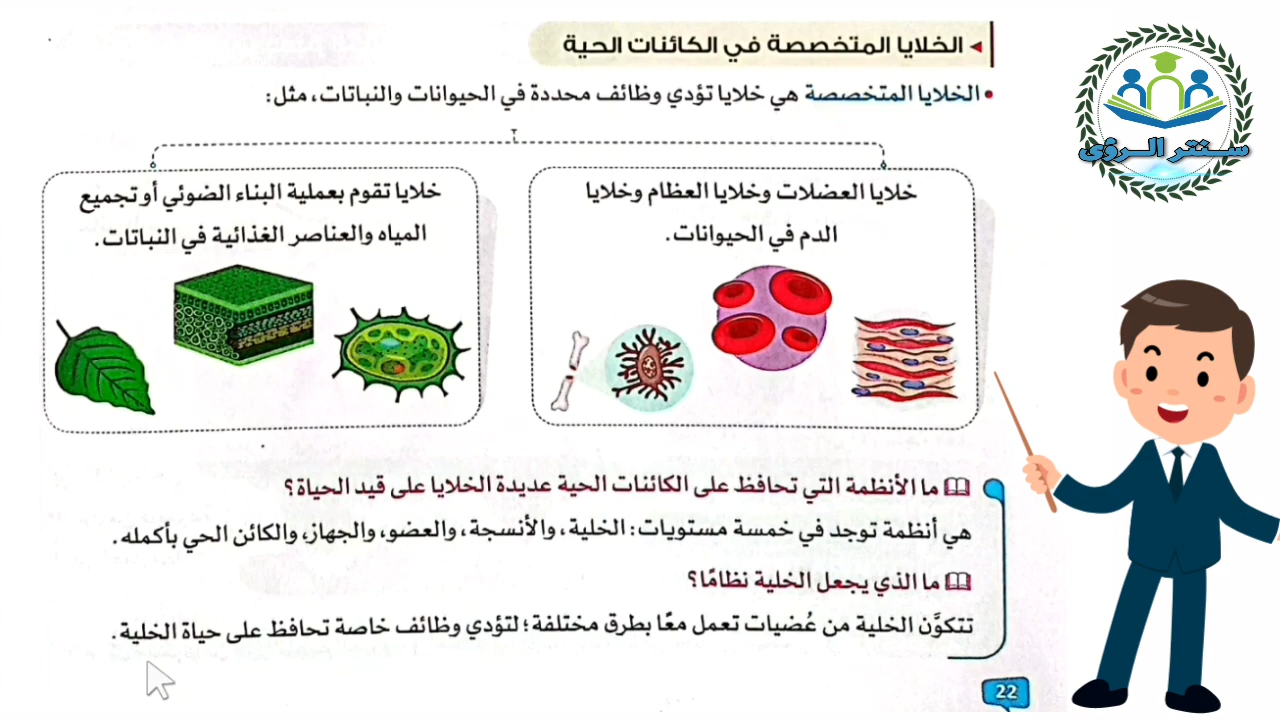 ◂ الخلايا المتخصصة في الكائنات الحية
• الخلايا المتخصصة هي خلايا تؤدي وظائف محددة في الحيوانات والنباتات، مثل:
خلايا العضلات وخلايا العظام وخلايا
الدم في الحيوانات.
خلايا تقوم بعملية البناء الضوئي أو تجميع
المياه والعناصر الغذائية في النباتات.
ما الأنظمة التي تحافظ على الكائنات الحية عديدة الخلايا على قيد الحياة؟
هي أنظمة توجد في خمسة مستويات: الخلية، والأنسجة، والعضو، والجهاز، والكائن الحي بأكمله.
ما الذي يجعل الخلية نظامًا؟
تتكوَّن الخلية من عُضيات تعمل معًا بطرق مختلفة؛ لتؤدي وظائف خاصة تحافظ على حياة الخلية.
22
سنتر الرؤى